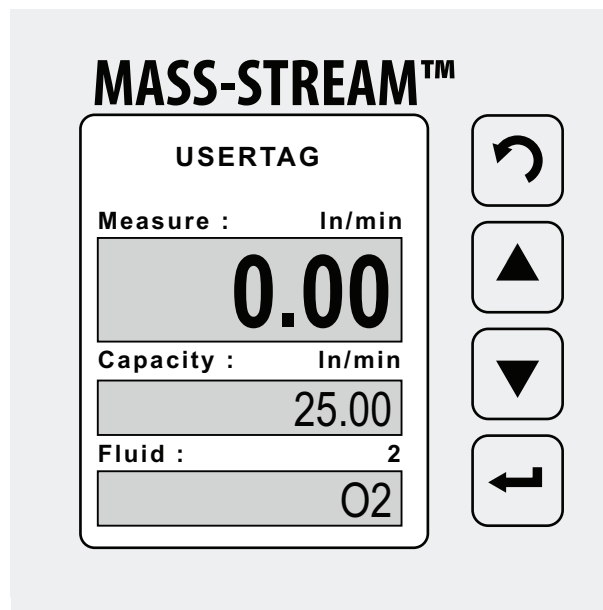 MASS-STREAM™
USERTAG
Measure : ln/min
0.00
Capacity : ln/min
25.00
Fluid : 2
O2